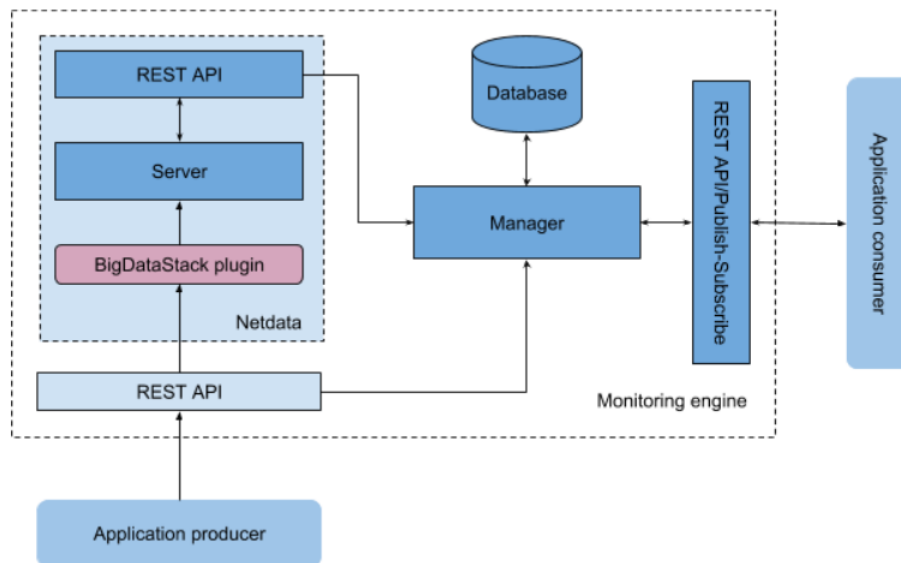 REST API
Database
Server
Manager
BigDataStack plugin
Netdata
REST API
REST API/Publish-Subscribe
Application consumer
Monitoring engine
Application producer